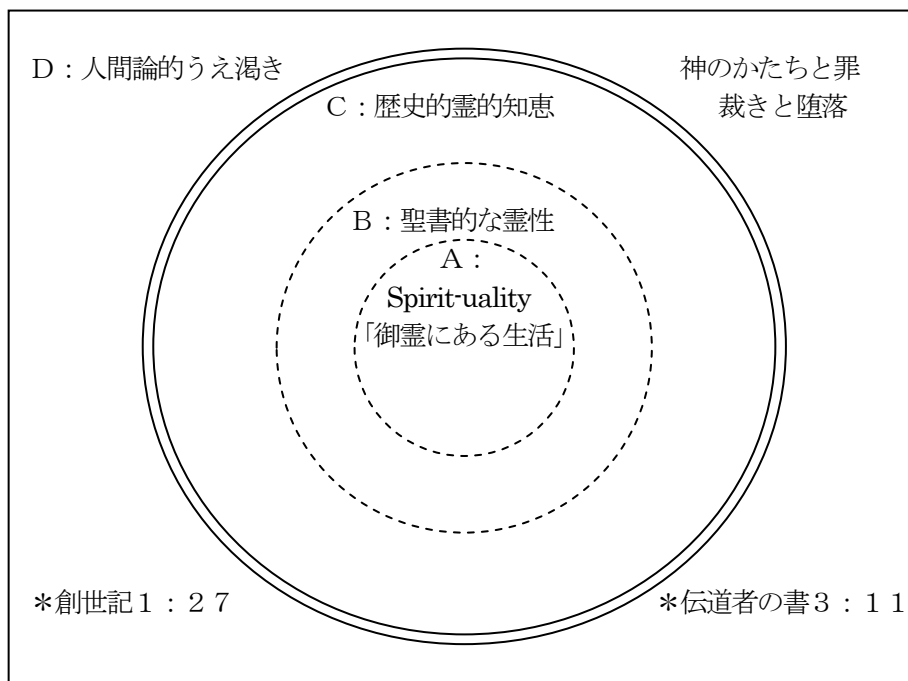 Ｄ：人間論的うえ渇き
神のかたちと罪
裁きと堕落
Ｃ：歴史的霊的知恵
Ｂ：聖書的な霊性
Ａ：
Spirit-uality
「御霊にある生活」
＊創世記１：２７
＊伝道者の書３：１１